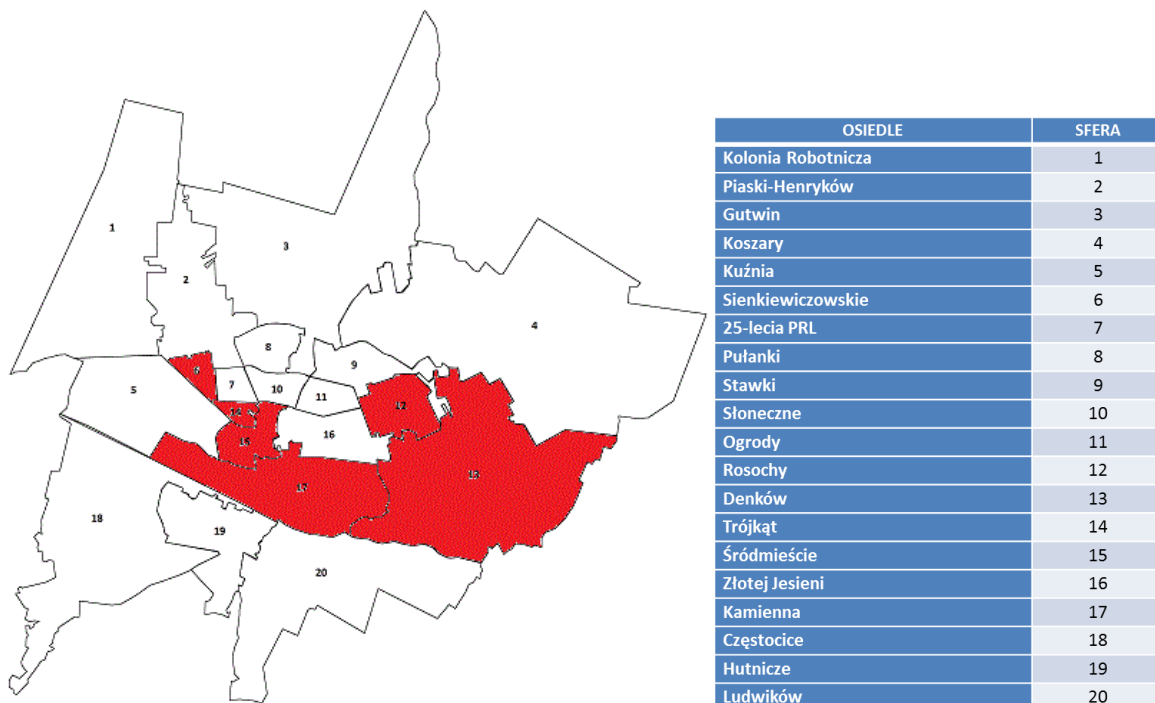 1
3
2
4
8
9
6
5
7
10
11
12
14
15
16
13
17
18
19
20
OSIEDLE SFERA
Kolonia Robotnicza 1
Piaski-Henryków 2
Gutwin 3
Koszary 4
Kuźnia 5
Sienkiewiczowskie 6
25-lecia PRL 7
Pułanki 8
Stawki 9
Słoneczne 10
Ogrody 11
Rosochy 12
Denków 13
Trójkąt 14
Śródmieście 15
Złotej Jesieni 16
Kamienna 17
Częstocice 18
Hutnicze 19
Ludwików 20